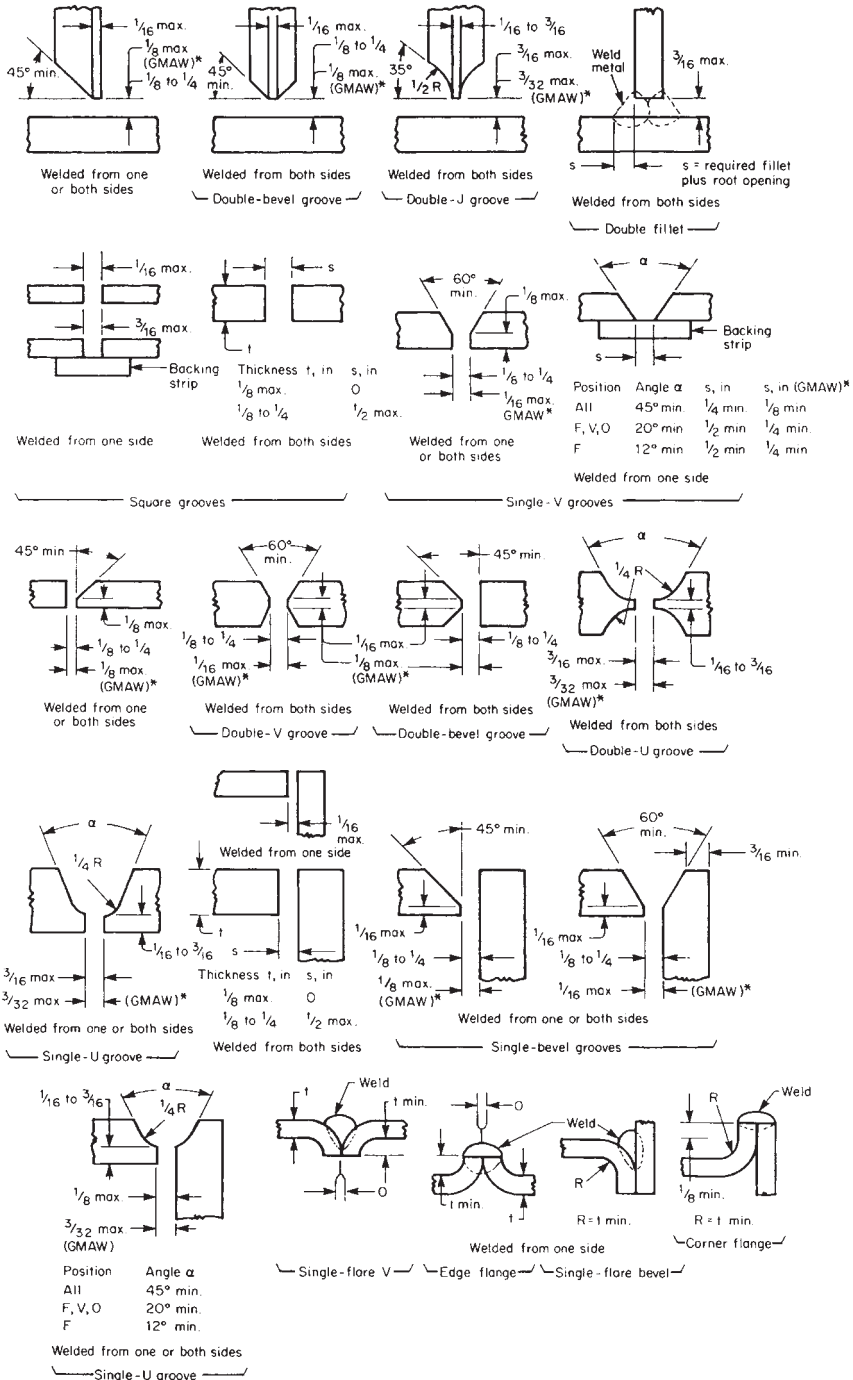 1/16 max.
1/8 max
(GMAW)*
1/8 to 1/4
45° min.
Welded from one
or both sides
1/16 max.
1/8 to 1/4
1/8 max.
(GMAW)*
45°
min.
Welded from both sides
Double-bevel groove
1/16 to 3/16
3/16 max.
3/32 max.
(GMAW)*
35°
1/2 R
Welded from both sides
Double-J groove
Weld
metal
3/16 max.
s
s = required fillet
plus root opening
Welded from both sides
Double fillet
1/16 max.
3/16 max.
Backing
strip
Welded from one side
s
t
Thickness t, in s, in
1/8 max. 0
1/8 to 1/4 t/2 max.
Welded from both sides
Square grooves
60°
min.
1/8 max.
1/8 to 1/4
1/16 max.
GMAW*
Welded from one
or both sides
α
Backing
strip
s
Position Angle α s, in s, in (GMAW)*
All 45° min. 1/4 min. 1/8 min
F, V, O 20° min 1/2 min 1/4 min.
F 12° min 1/2 min 1/4 min
Welded from one side
Single-V grooves
45° min
1/8 max.
1/8 to 1/4
1/8 max.
(GMAW)*
Welded from one
or both sides
60°
min.
1/8 to 1/4
1/16 max.
(GMAW)*
1/16 max
1/8 max.
(GMAW)*
Welded from both sides
Double-V groove
45° min.
1/8 to 1/4
Welded from both sides
Double-bevel groove
α
1/4 R
3/16 max.
3/32 max
(GMAW)*
1/16 to 3/16
Welded from both sides
Double-U groove
α
1/4 R
1/16 to 3/16
3/16 max
3/32 max
(GMAW)*
Welded from one or both sides
Single-U groove
1/16
max.
Welded from one side
t
s
Thickness t, in s, in
1/8 max. 0
1/8 to 1/4 t/2 max.
Welded from both sides
45° min.
1/16 max
1/8 to 1/4
1/8 max.
(GMAW)*
60°
min.
3/16 min.
1/16 max
1/8 to 1/4
1/16 max
(GMAW)*
Welded from one or both sides
Single-bevel grooves
1/16 to 3/16
α
1/4 R
1/8 max.
3/32 max
(GMAW)
Position Angle α
All 45° min.
F, V, O 20° min.
F 12° min.
Welded from one or both sides
Single-U groove
Weld
t
t min.
0
Single-flare V
0
Weld
t min.
t
Edge flange
R
R = t min.
Welded from one side
Single-flare bevel
R
Weld
1/8 min.
R = t min.
Corner flange